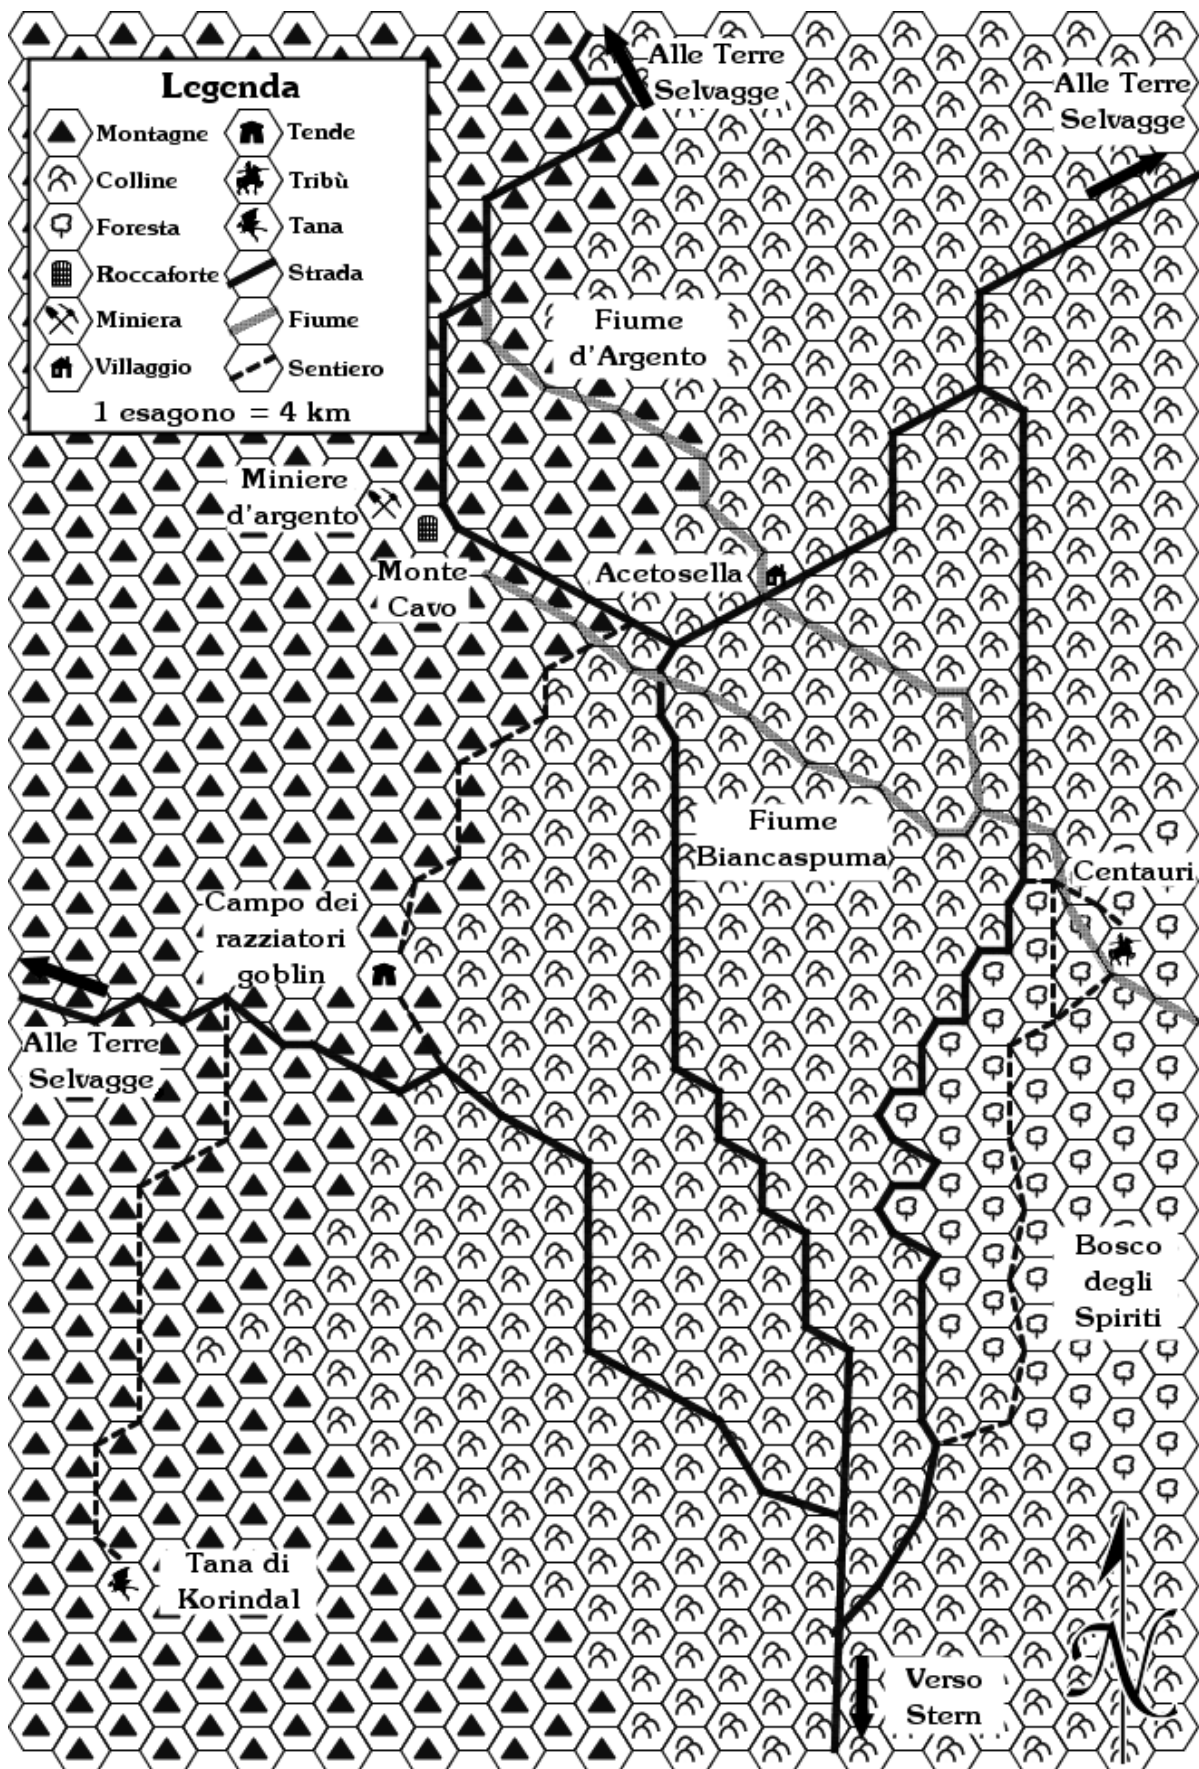 Alle Terre
Selvagge
Alle Terre
Selvagge
Legenda
Montagne
Tende
Colline
Tribù
Foresta
Tana
Roccaforte
Strada
Miniera
Fiume
Villaggio
Sentiero
1 esagono = 4 km
Fiume
d'Argento
Miniere
d'argento
Monte
Cavo
Acetosella
Fiume
Biancaspuma
Centauri
Campo dei
razziatori
goblin
Alle Terre
Selvagge
Bosco
degli
Spiriti
Tana di
Korindal
Verso
Stern
N